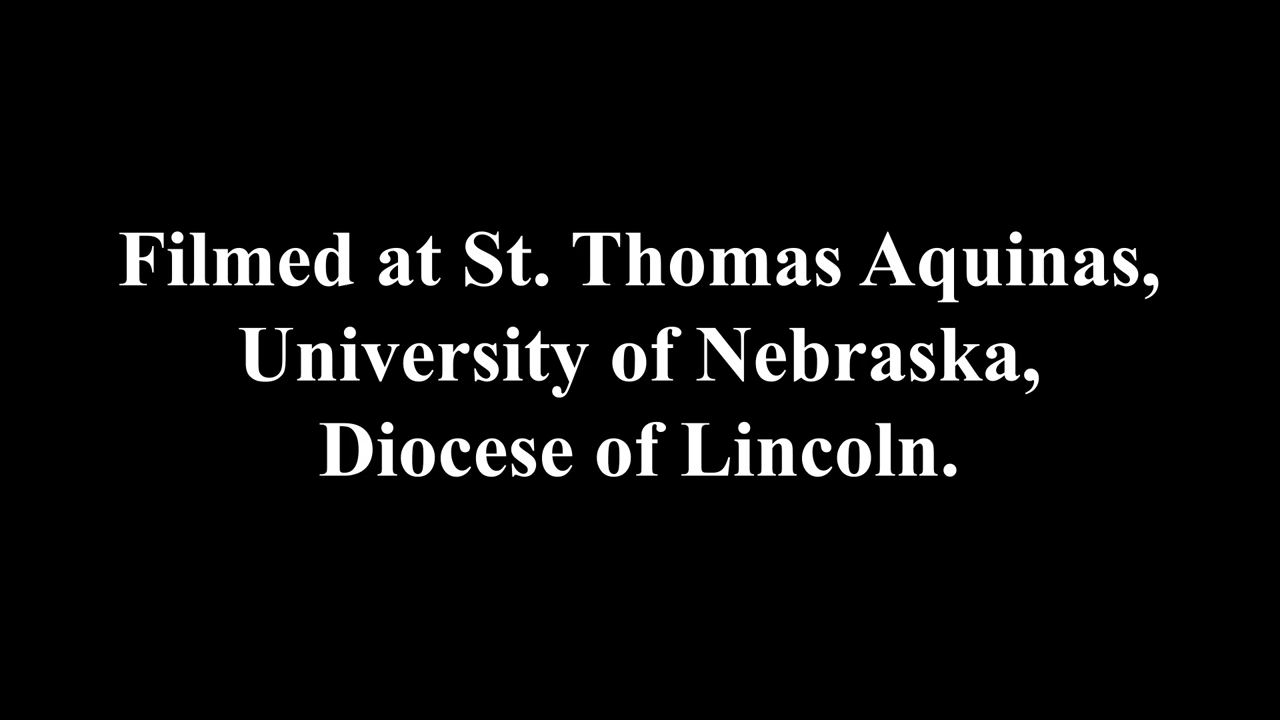 Filmed at St. Thomas Aquinas,
University of Nebraska,
Diocese of Lincoln.